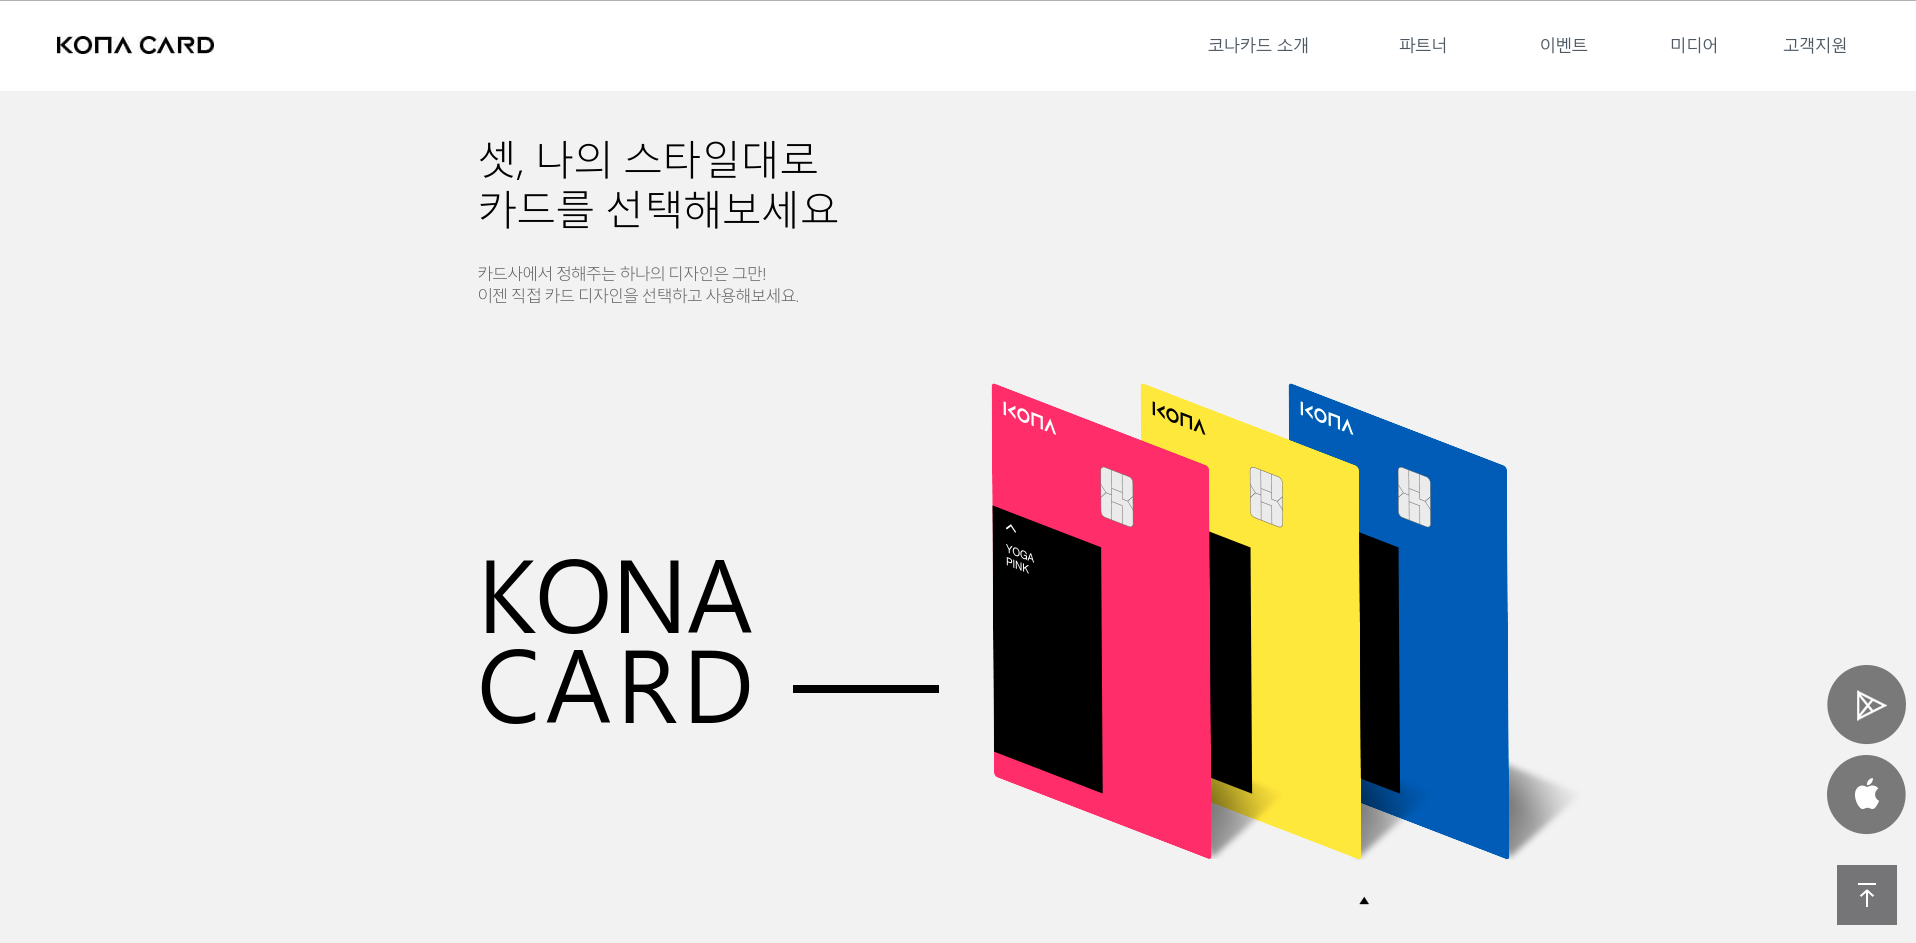 KONA CARD
코나카드 소개
파트너
이벤트
미디어
고객지원
셋, 나의 스타일대로
카드를 선택해보세요
카드사에서 정해주는 하나의 디자인은 그만!
이젠 직접 카드 디자인을 선택하고 사용해보세요.
KONA
KONA
KONA
YOGA
PINK
KONA
CARD